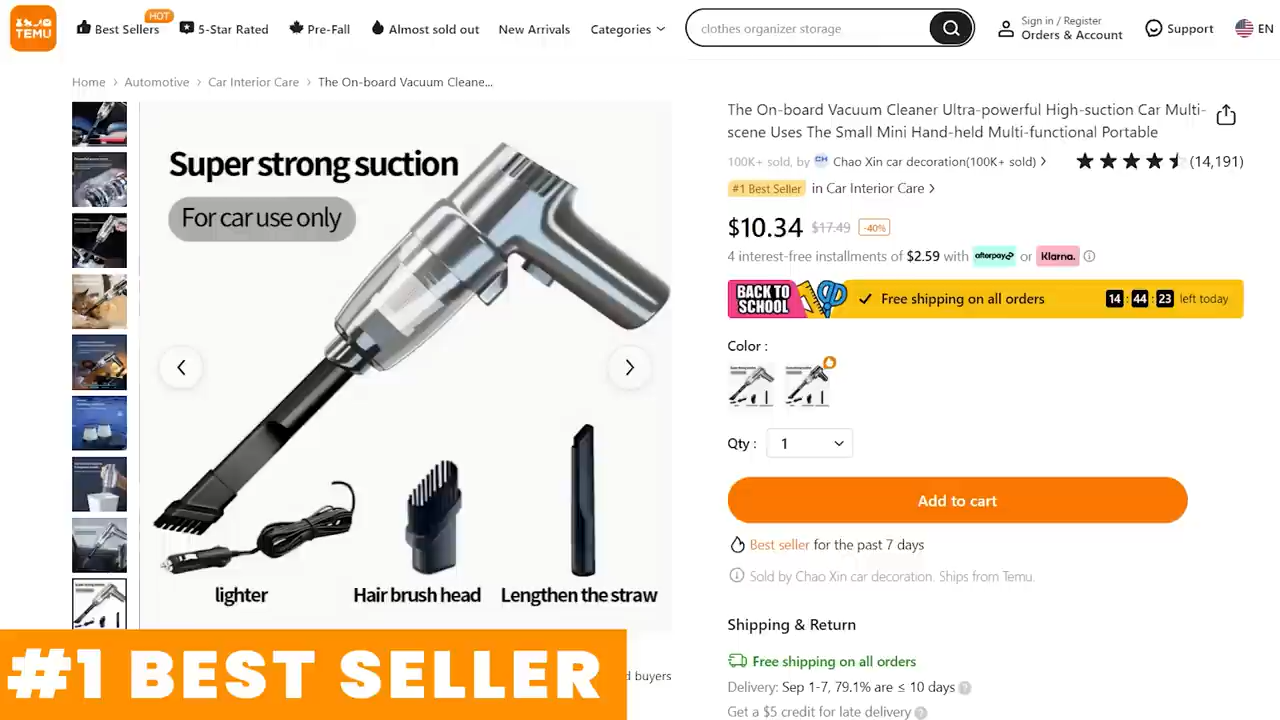 TEMU
Best Sellers
HOT
5-Star Rated
Pre-Fall
Almost sold out
New Arrivals
Categories
clothes organizer storage
Sign in / Register
Orders & Account
Support
EN
Home > Automotive > Car Interior Care > The On-board Vacuum Cleane...
Super strong suction
For car use only
lighter
Hair brush head
Lengthen the straw
The On-board Vacuum Cleaner Ultra-powerful High-suction Car Multi-
scene Uses The Small Mini Hand-held Multi-functional Portable
100K+ sold, by CH Chao Xin car decoration(100K+ sold) >
(14,191)
#1 Best Seller in Car Interior Care >
$10.34 $17.49 -40%
4 interest-free installments of $2.59 with afterpay or Klarna.
BACK TO
SCHOOL
Free shipping on all orders
14 : 44 : 23 left today
Color :
Qty : 1
Add to cart
Best seller for the past 7 days
Sold by Chao Xin car decoration. Ships from Temu.
Shipping & Return
Free shipping on all orders
Delivery: Sep 1-7, 79.1% are ≤ 10 days
Get a $5 credit for late delivery
#1 BEST SELLER
buyers